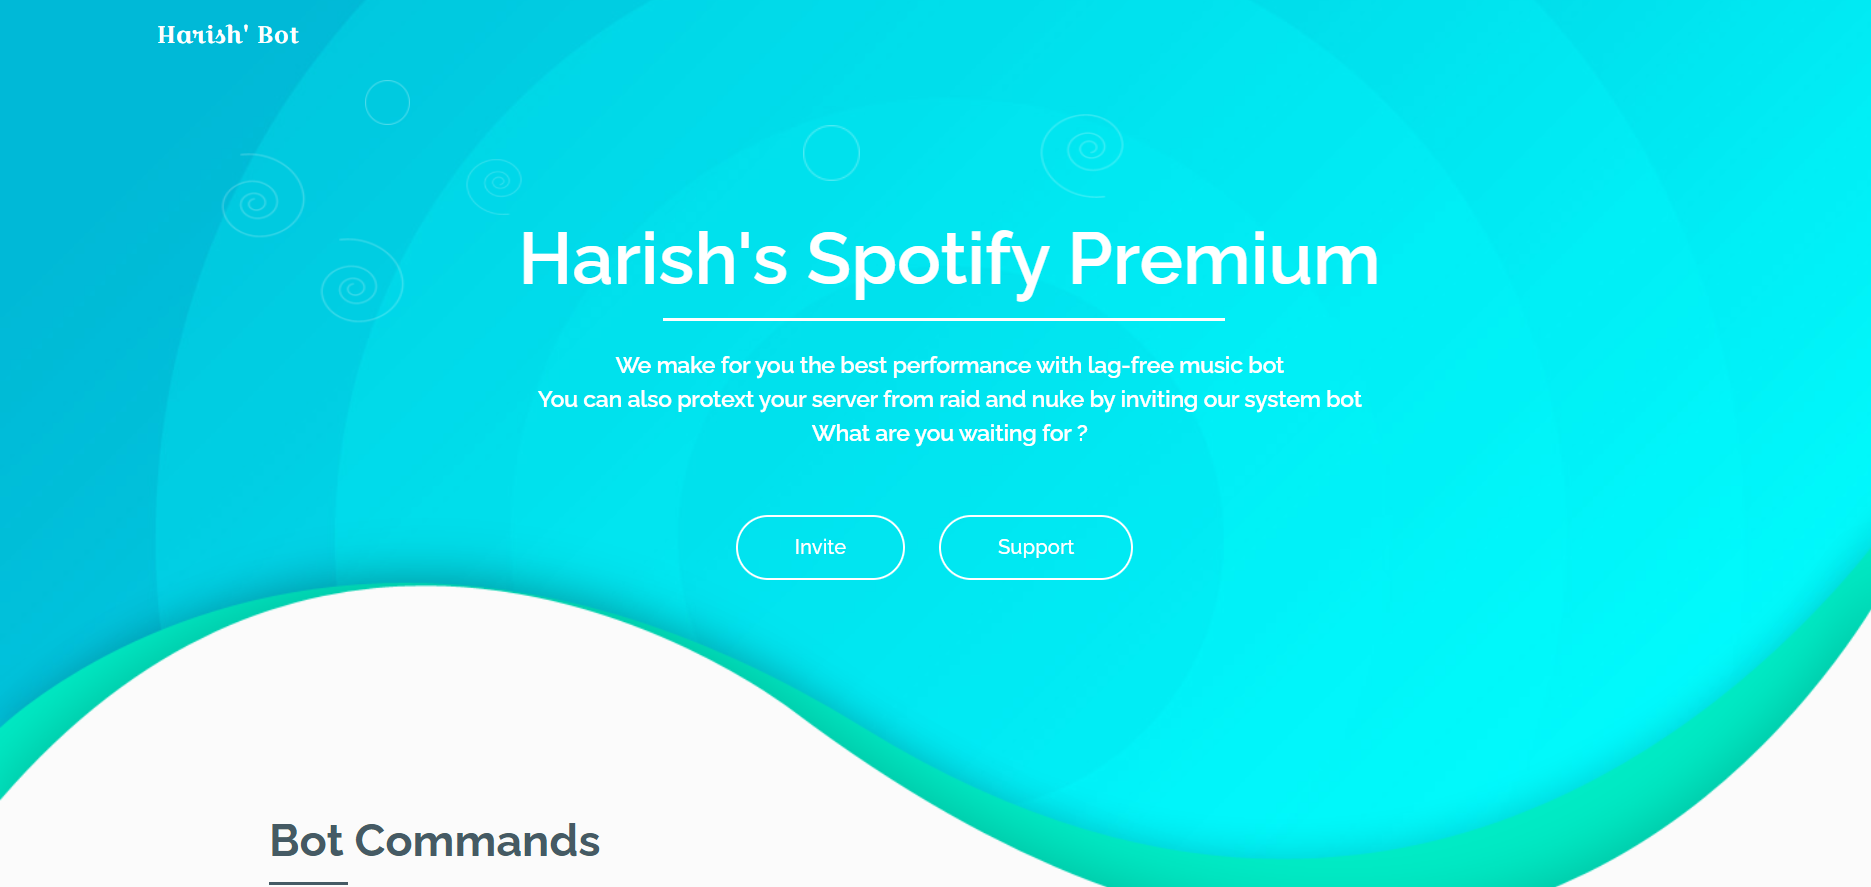 Harish' Bot
Harish's Spotify Premium
We make for you the best performance with lag-free music bot
You can also protext your server from raid and nuke by inviting our system bot
What are you waiting for ?
Invite
Support
Bot Commands